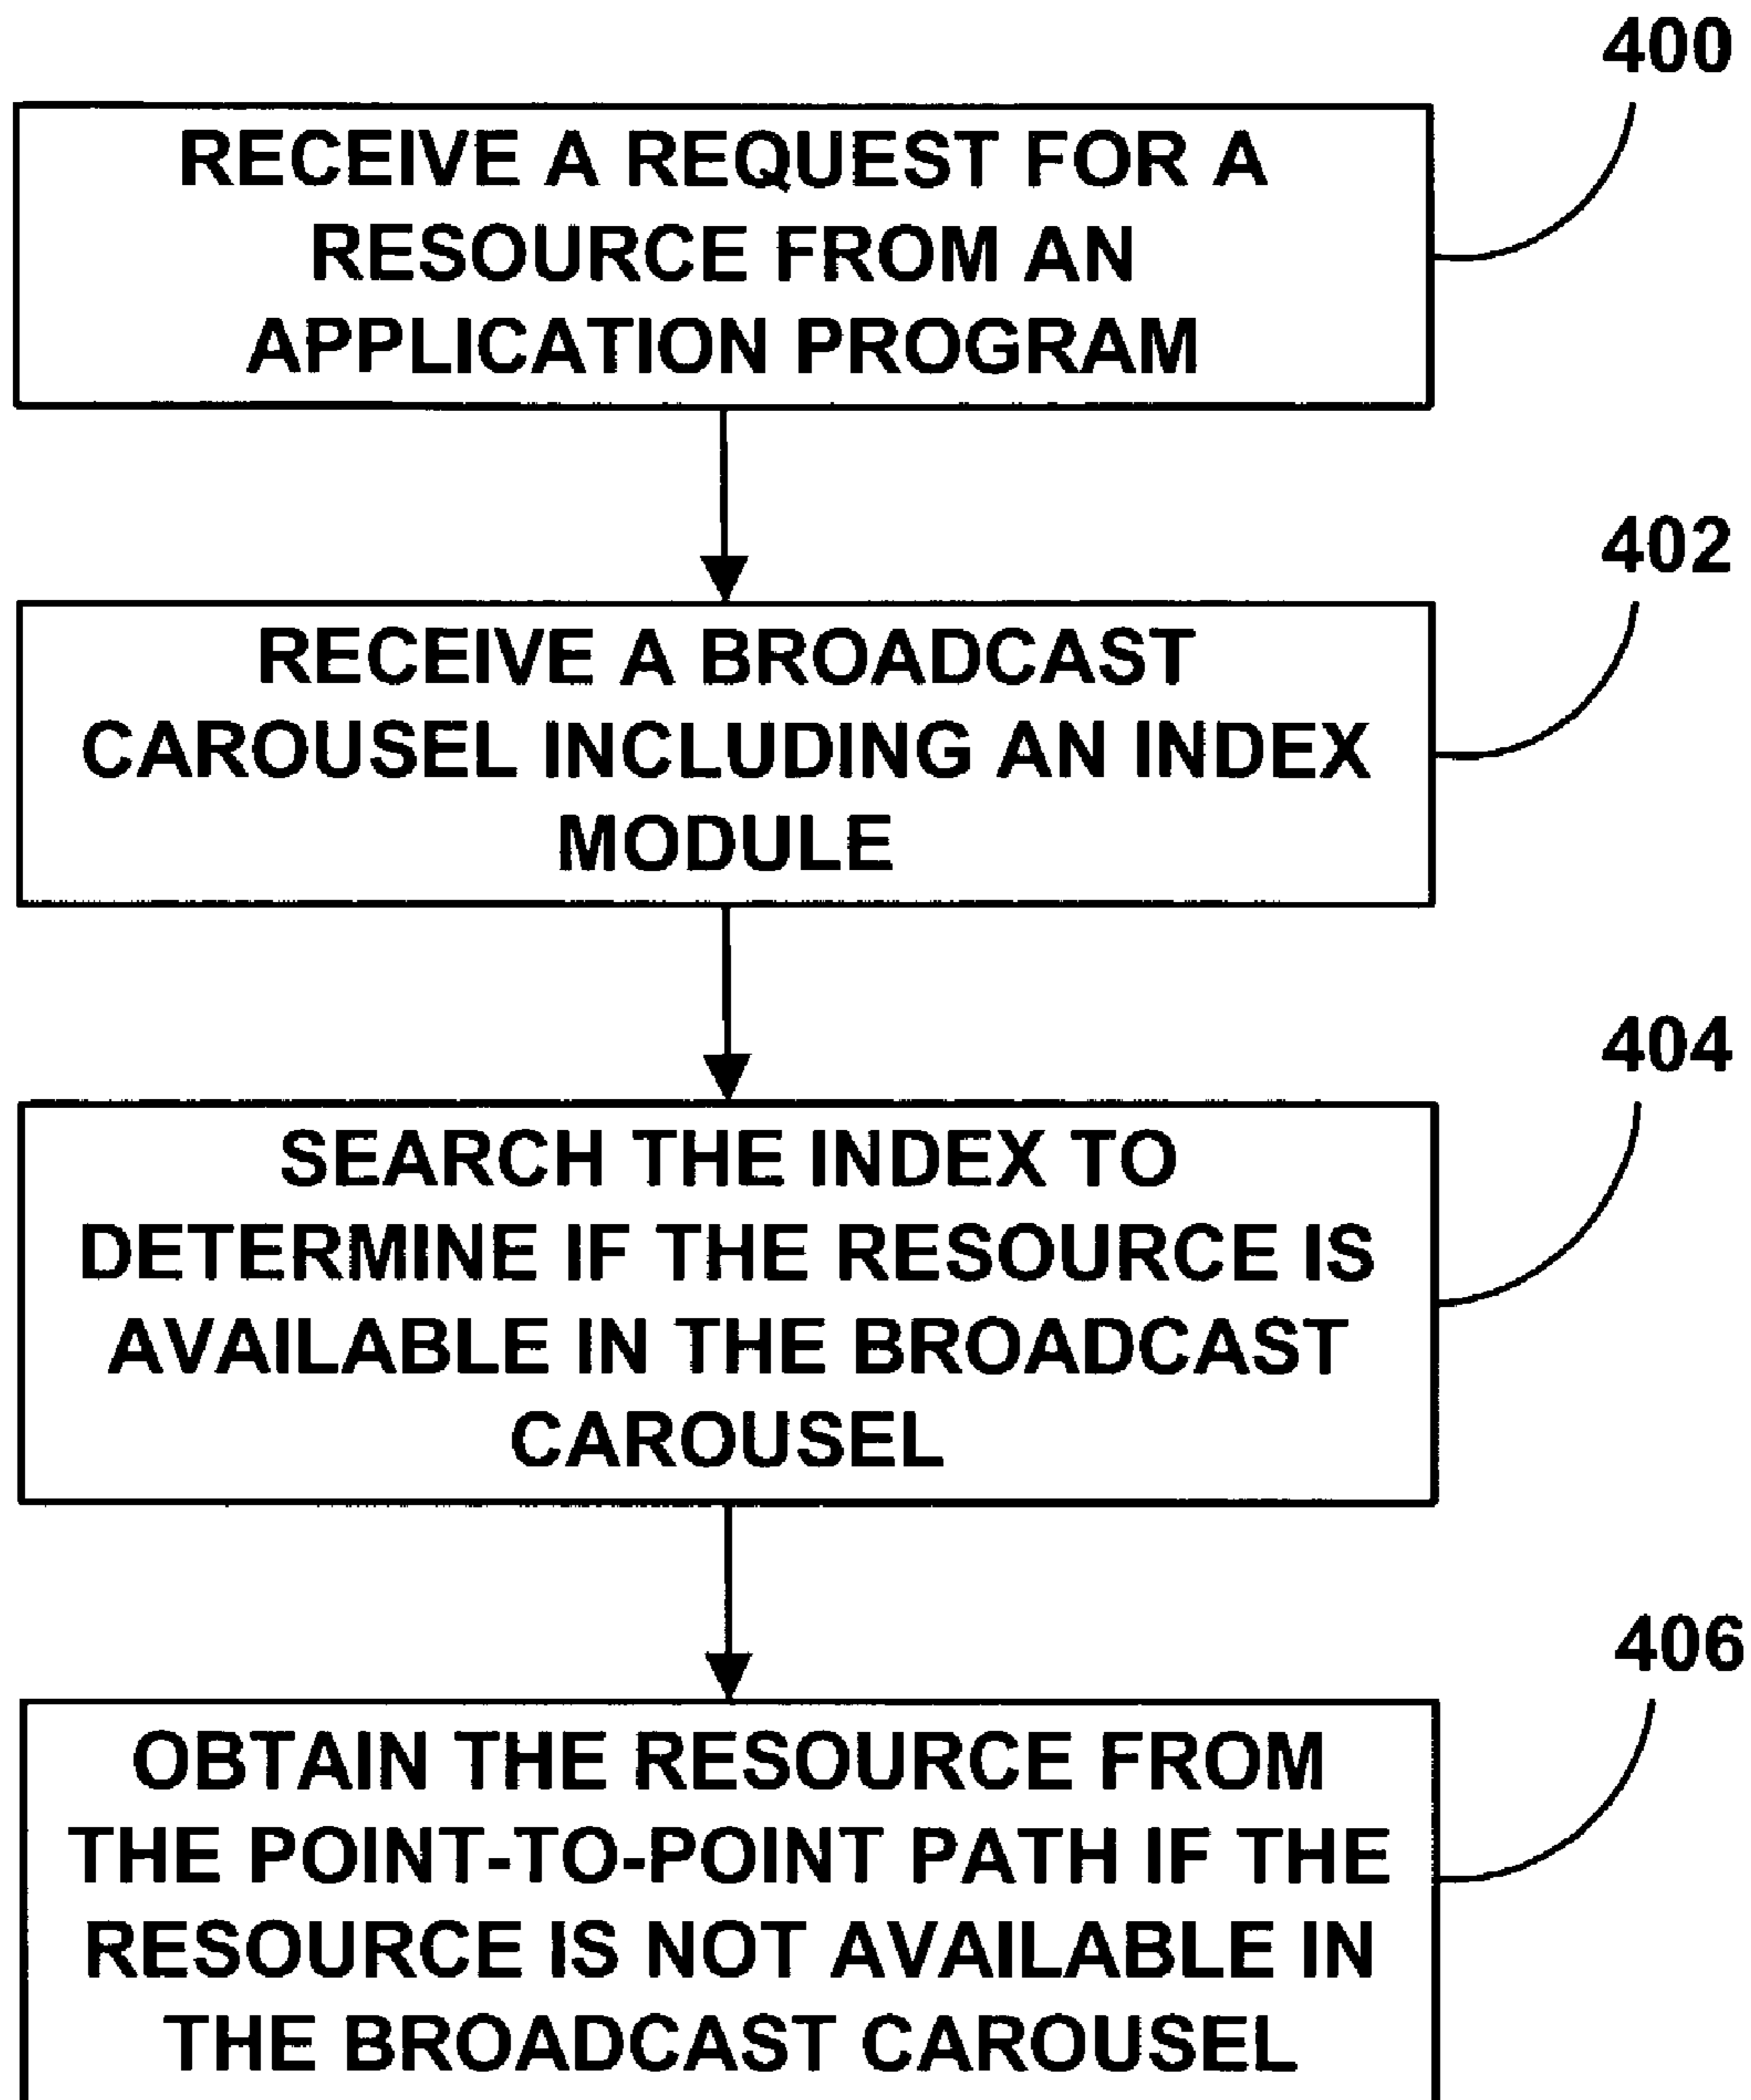 400
RECEIVE A REQUEST FOR A
RESOURCE FROM AN
APPLICATION PROGRAM
402
RECEIVE A BROADCAST
CAROUSEL INCLUDING AN INDEX
MODULE
404
SEARCH THE INDEX TO
DETERMINE IF THE RESOURCE IS
AVAILABLE IN THE BROADCAST
CAROUSEL
406
OBTAIN THE RESOURCE FROM
THE POINT-TO-POINT PATH IF THE
RESOURCE IS NOT AVAILABLE IN
THE BROADCAST CAROUSEL